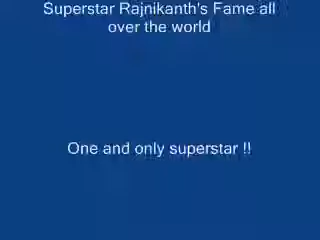 Superstar Rajnikanth's Fame all
over the world
One and only superstar !!